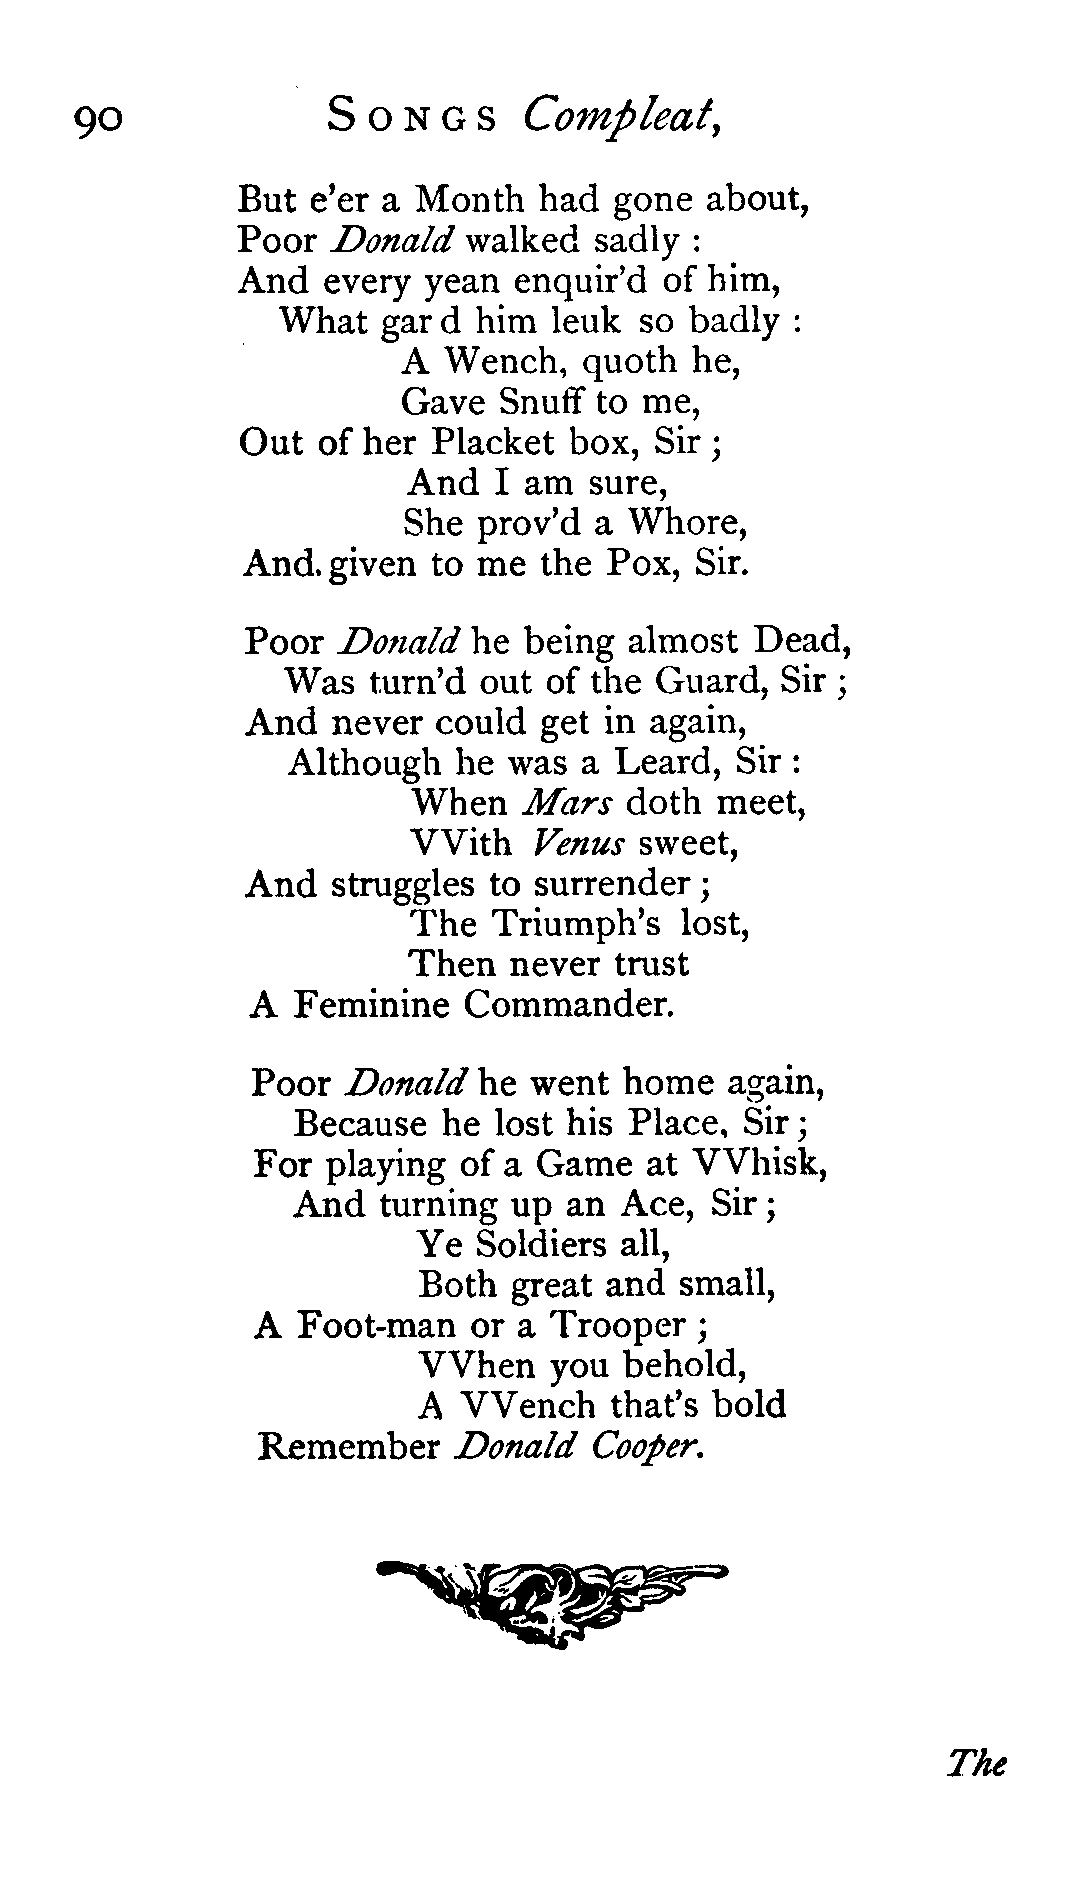 90 SONGS Compleat,
But e'er a Month had gone about,
Poor Donald walked sadly :
And every yean enquir'd of him,
What gar d him leuk so badly :
A Wench, quoth he,
Gave Snuff to me,
Out of her Placket box, Sir ;
And I am sure,
She prov'd a Whore,
And. given to me the Pox, Sir.
Poor Donald he being almost Dead,
Was turn'd out of the Guard, Sir ;
And never could get in again,
Although he was a Leard, Sir :
When Mars doth meet,
VVith Venus sweet,
And struggles to surrender ;
The Triumph's lost,
Then never trust
A Feminine Commander.
Poor Donald he went home again,
Because he lost his Place, Sir ;
For playing of a Game at VVhisk,
And turning up an Ace, Sir ;
Ye Soldiers all,
Both great and small,
A Foot-man or a Trooper ;
VVhen you behold,
A VVench that's bold
Remember Donald Cooper.
The